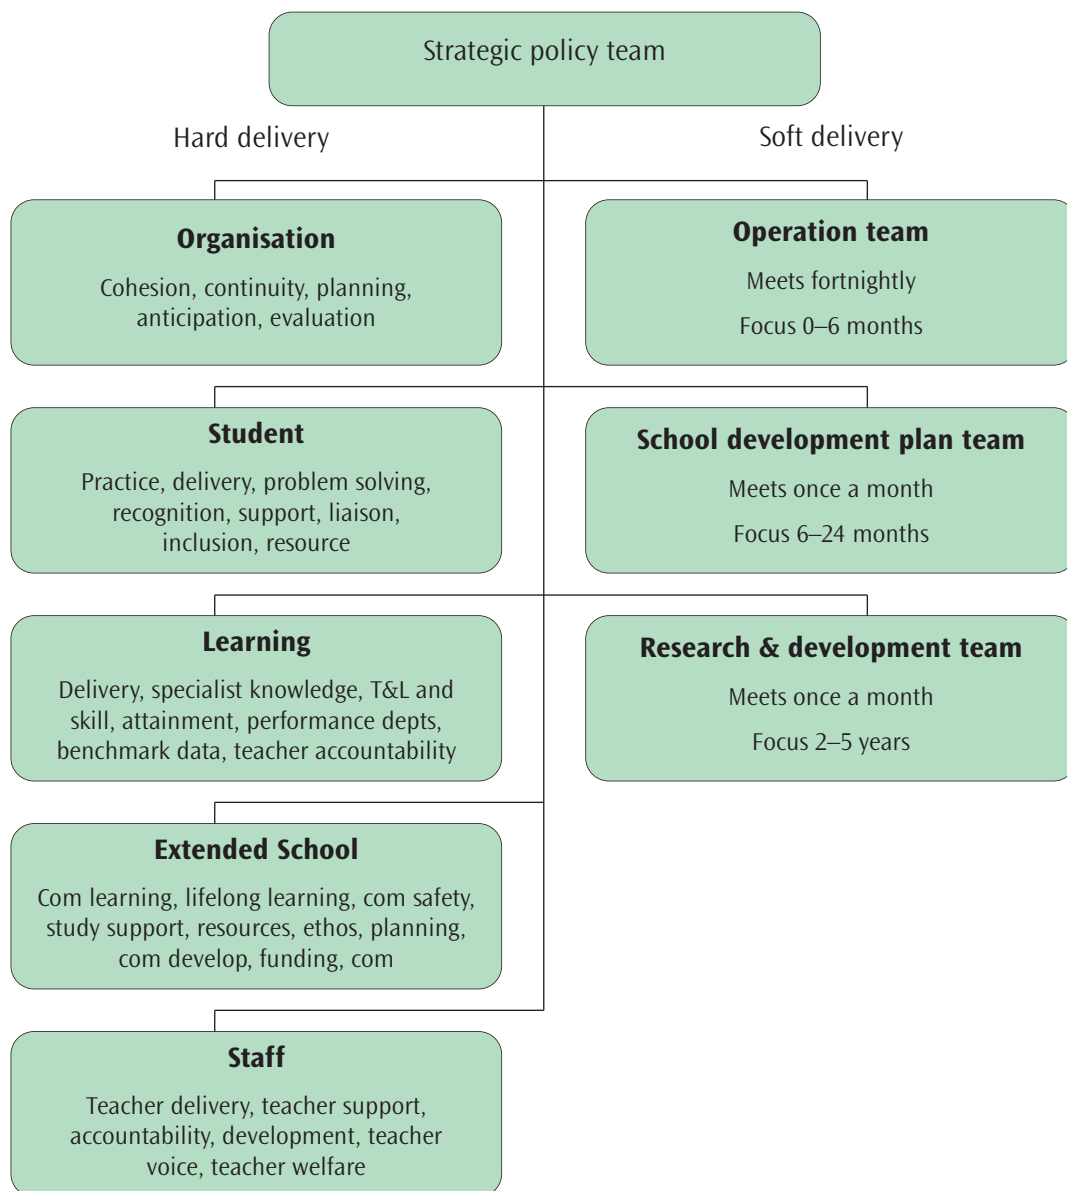 Strategic policy team
Hard delivery
Soft delivery
Organisation
Cohesion, continuity, planning,
anticipation, evaluation
Operation team
Meets fortnightly
Focus 0–6 months
Student
Practice, delivery, problem solving,
recognition, support, liaison,
inclusion, resource
School development plan team
Meets once a month
Focus 6–24 months
Learning
Delivery, specialist knowledge, T&L and
skill, attainment, performance depts,
benchmark data, teacher accountability
Research & development team
Meets once a month
Focus 2–5 years
Extended School
Com learning, lifelong learning, com safety,
study support, resources, ethos, planning,
com develop, funding, com
Staff
Teacher delivery, teacher support,
accountability, development, teacher
voice, teacher welfare